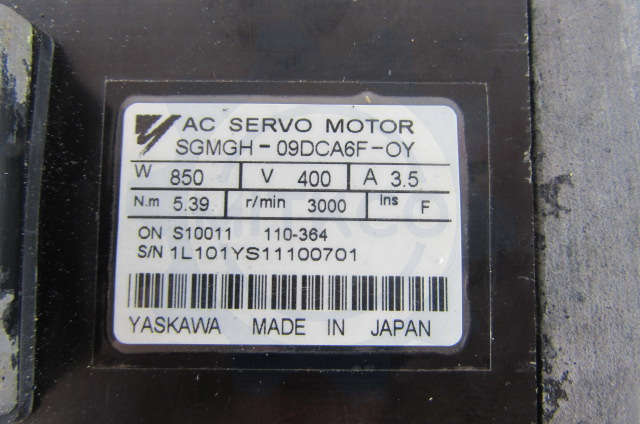 AC SERVO MOTOR
SGMGH-09DCA6F-OY
W 850 V 400 A 3.5
N.m 5.39 r/min 3000 Ins F
ON S10011 110-364
S/N 1L101YS11100701
YASKAWA MADE IN JAPAN